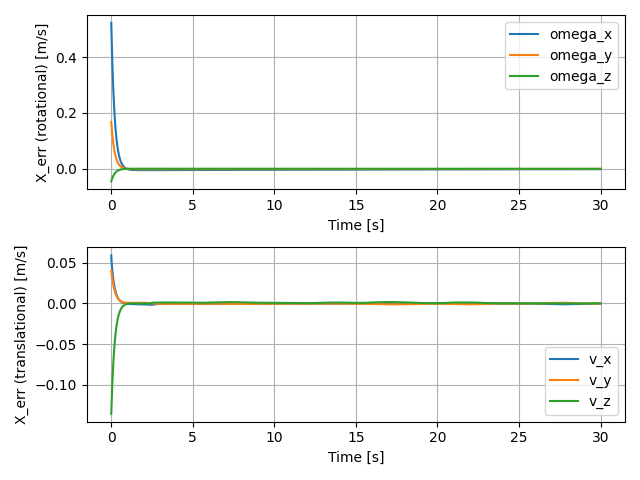 X_err (rotational) [m/s]
0.4
0.2
0.0
omega_x
omega_y
omega_z
0 5 10 15 20 25 30
Time [s]
X_err (translational) [m/s]
0.05
0.00
−0.05
−0.10
v_x
v_y
v_z
0 5 10 15 20 25 30
Time [s]